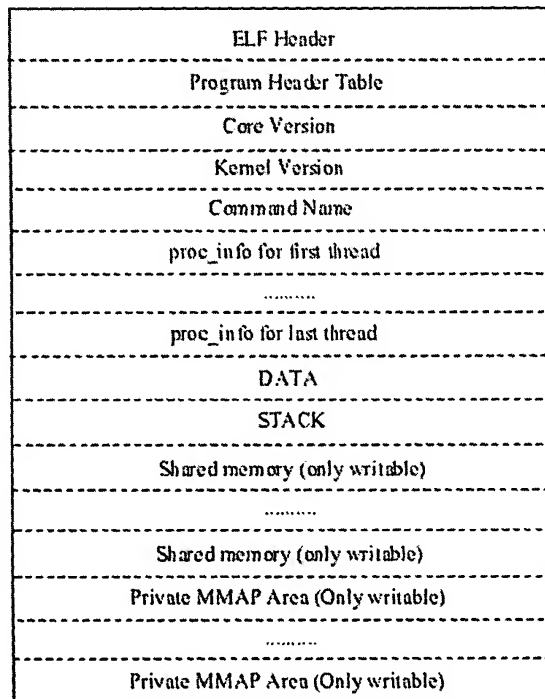 ELF Header
Program Header Table
Core Version
Kernel Version
Command Name
proc_info for first thread
..........
proc_info for last thread
DATA
STACK
Shared memory (only writable)
..........
Shared memory (only writable)
Private MMAP Area (Only writable)
..........
Private MMAP Area (Only writable)